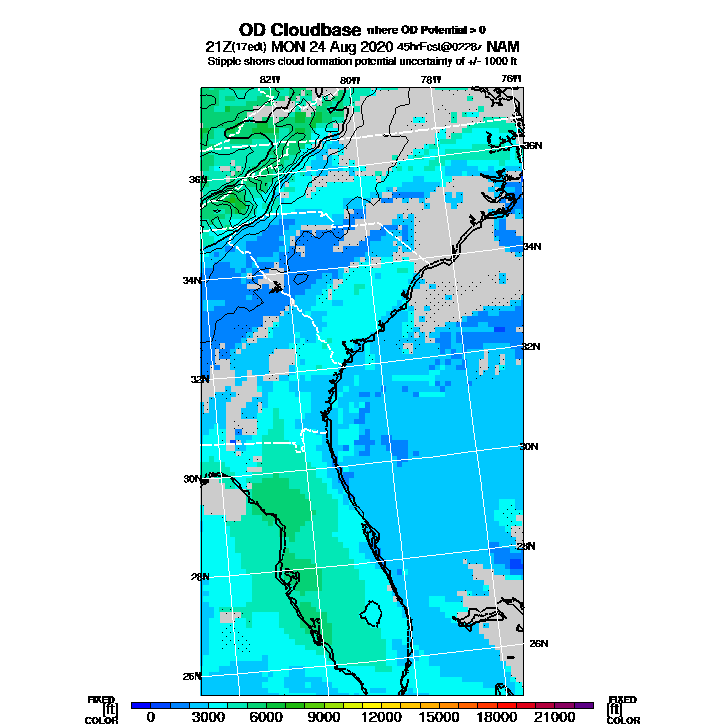 OD Cloudbase where OD Potential > 0
21Z(17edt) MON 24 Aug 2020 45hrFcst@0228z NAM
Stipple shows cloud formation potential uncertainty of +/- 1000 ft
82W 80W 78W 76W
36N 36N
34N 34N
32N 32N
30N 30N
28N 28N
26N 26N
FIXED FIXED
[ft] [ft]
COLOR 0 3000 6000 9000 12000 15000 18000 21000 COLOR